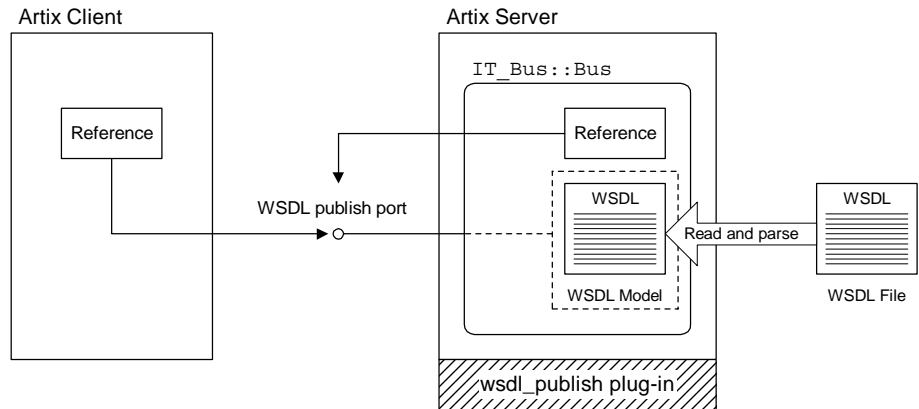 Artix Client
Artix Server
IT_Bus::Bus
Reference
Reference
WSDL publish port
WSDL
Read and parse
WSDL
WSDL Model
WSDL File
wsdl_publish plug-in